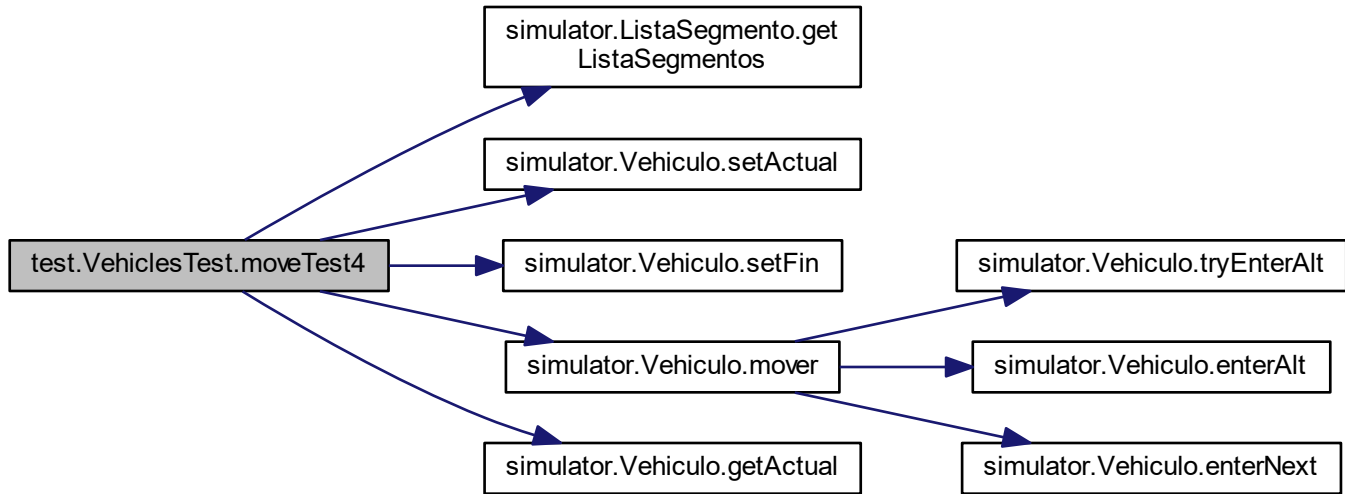 simulator.ListaSegmento.get
ListaSegmentos
simulator.Vehiculo.setActual
test.VehiclesTest.moveTest4
simulator.Vehiculo.setFin
simulator.Vehiculo.tryEnterAlt
simulator.Vehiculo.mover
simulator.Vehiculo.enterAlt
simulator.Vehiculo.getActual
simulator.Vehiculo.enterNext